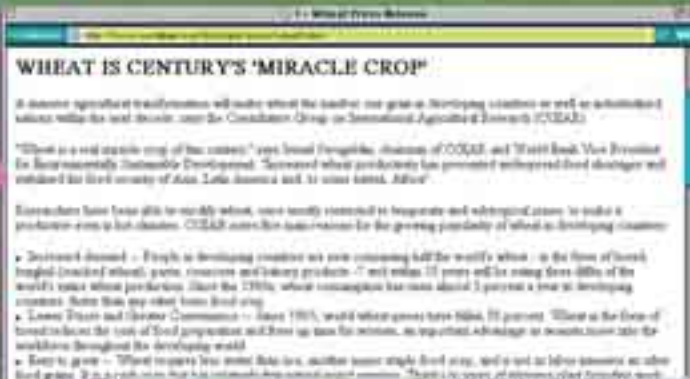 Wheat Press Release
WHEAT IS CENTURY'S 'MIRACLE CROP'
A massive agricultural transformation will make wheat the number one grain in developing countries as well as industrialized
nations within the next decade, says the Consultative Group on International Agricultural Research (CGIAR).
"Wheat is a real miracle crop of this century," says Ismail Serageldin, chairman of CGIAR and World Bank Vice President
for Environmentally Sustainable Development. "Increased wheat productivity has prevented widespread food shortages and
stabilized the food security of Asia, Latin America and, to some extent, Africa"
Researchers have been able to modify wheat, once mostly restricted to temperate and subtropical zones, to make it
productive even in hot climates. CGIAR cites five main reasons for the growing popularity of wheat in developing countries:
• Increased demand -- People in developing countries are now consuming half the world's wheat - in the form of bread,
(cracked wheat), pasta, couscous and bakery products - and within 15 years will be eating three fifths of the
world's entire wheat production. Since the 1960s, wheat consumption has risen almost 5 percent a year in developing
countries, faster than any other food crop.
• Lower Prices and Greater Convenience -- Since 1965, world wheat prices have fallen percent. Wheat in the form of
bread reduces the cost of food preparation and frees up time for women, an important advantage as women move into the
workforce throughout the developing world.
• Easy to grow -- Wheat requires less water than rice, another major staple food crop, and is not as labor intensive as other
food grains. It is a